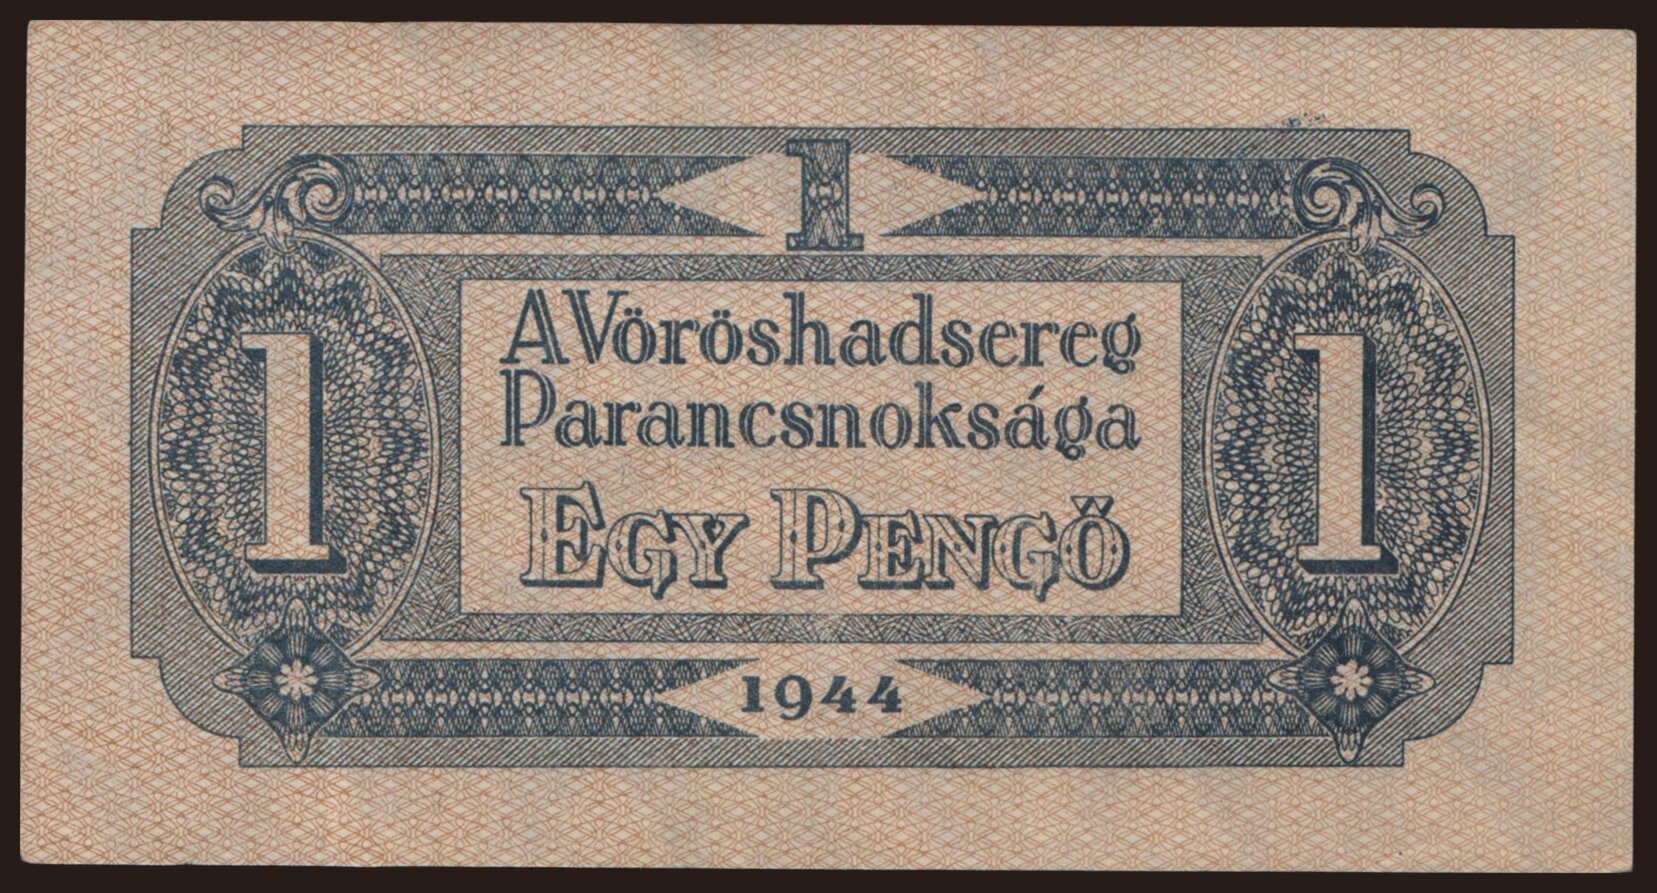 1
A Vöröshadsereg
Parancsnoksága
1 1
EGY PENGŐ
1944